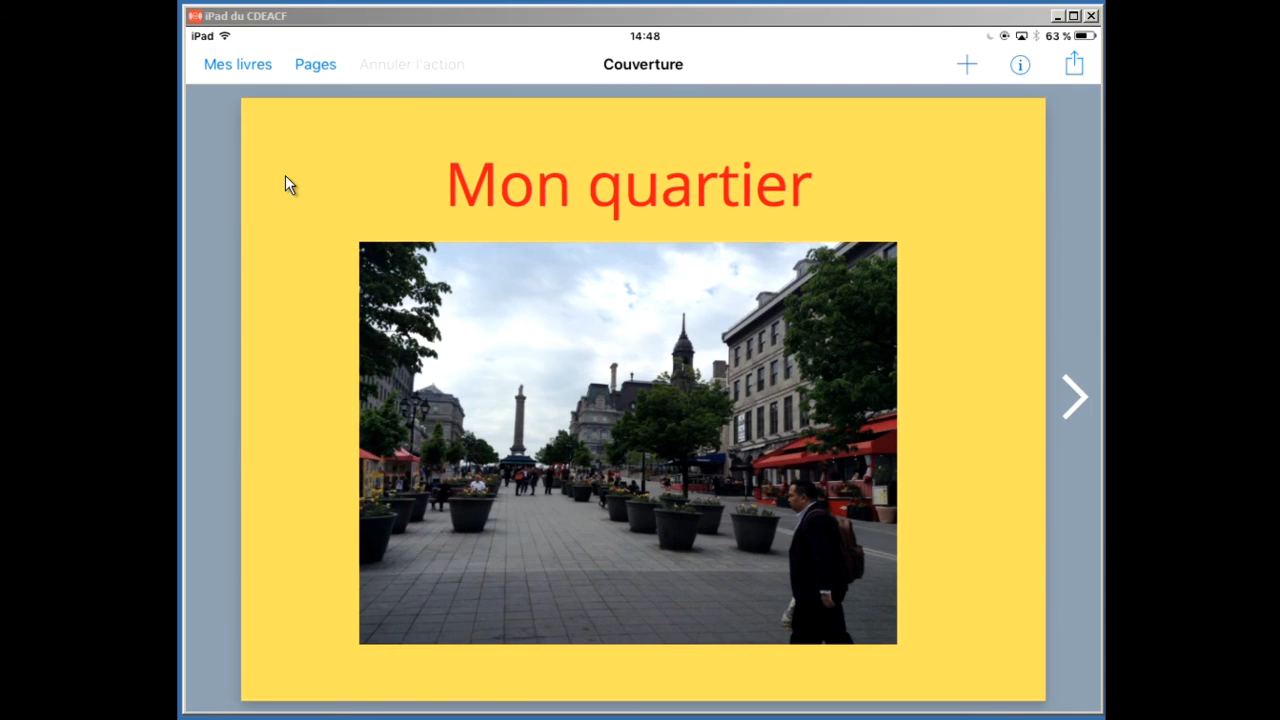 iPad du CDEACF
iPad 14:48 63 %
Mes livres Pages Annuler l'action Couverture
Mon quartier